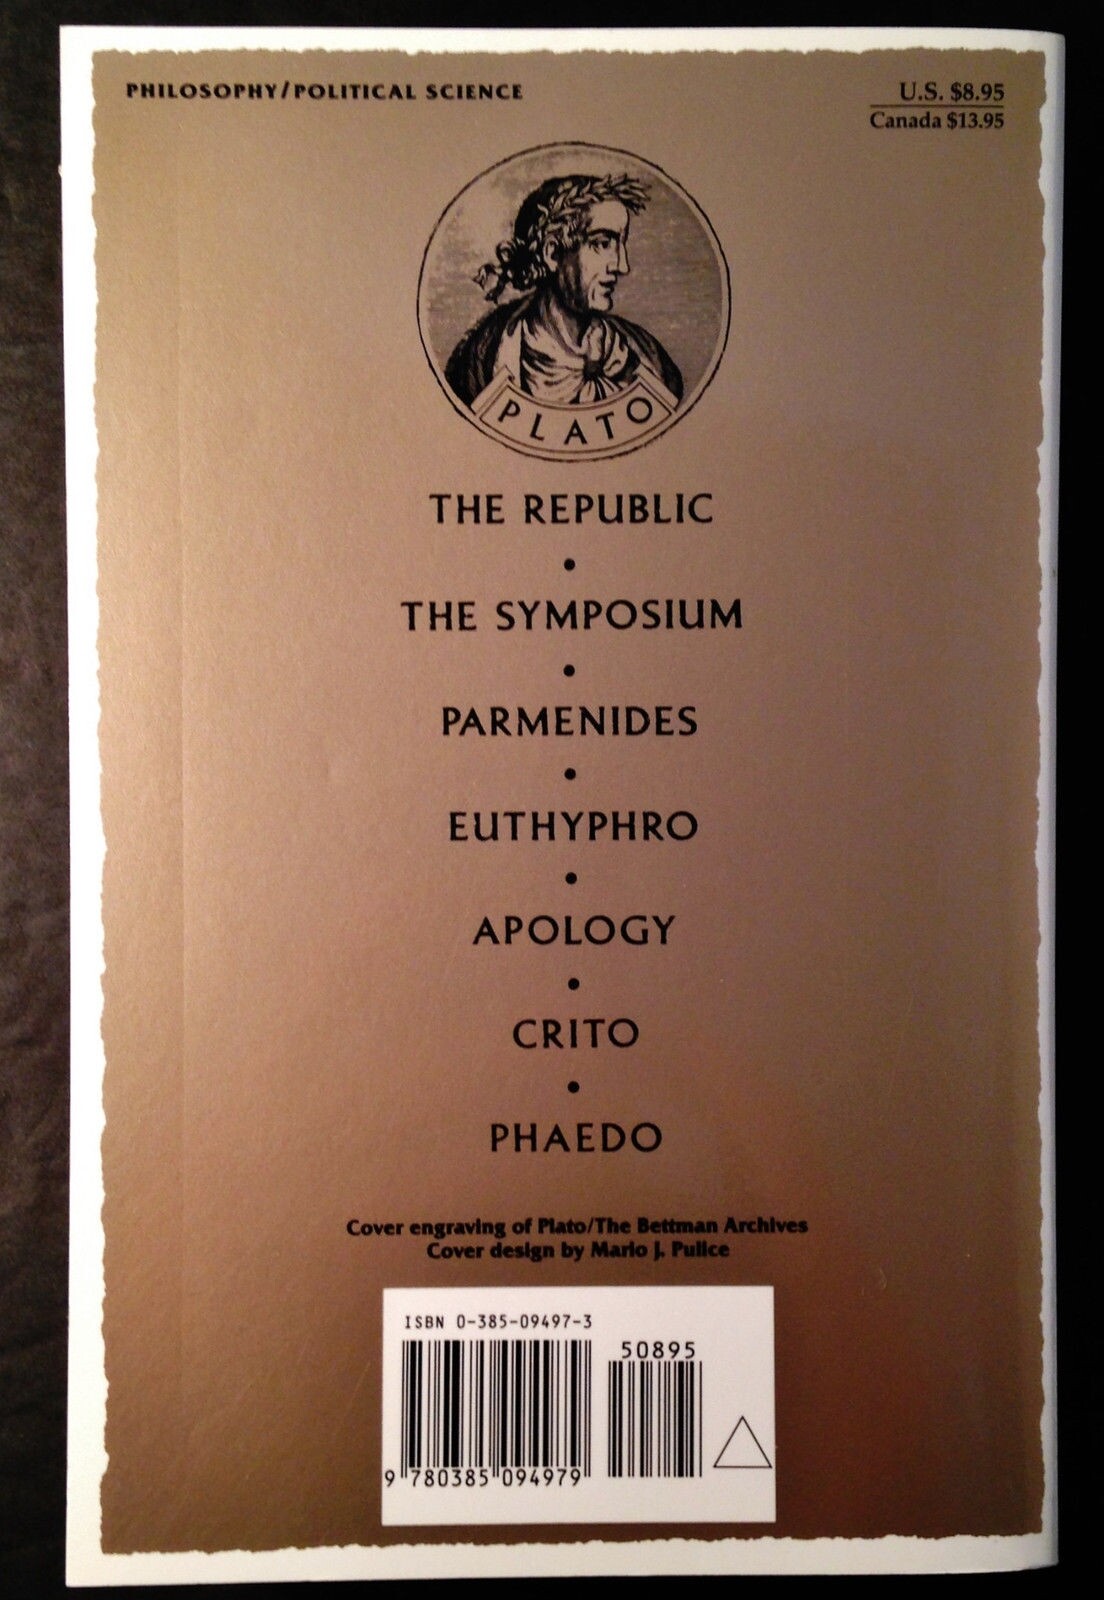 PHILOSOPHY/POLITICAL SCIENCE
U.S. $8.95
Canada $13.95
PLATO
THE REPUBLIC
•
THE SYMPOSIUM
•
PARMENIDES
•
EUTHYPHRO
•
APOLOGY
•
CRITO
•
PHAEDO
Cover engraving of Plato/The Bettman Archives
Cover design by Mario J. Pulice
ISBN 0-385-09497-3
50895
9 780385 094979